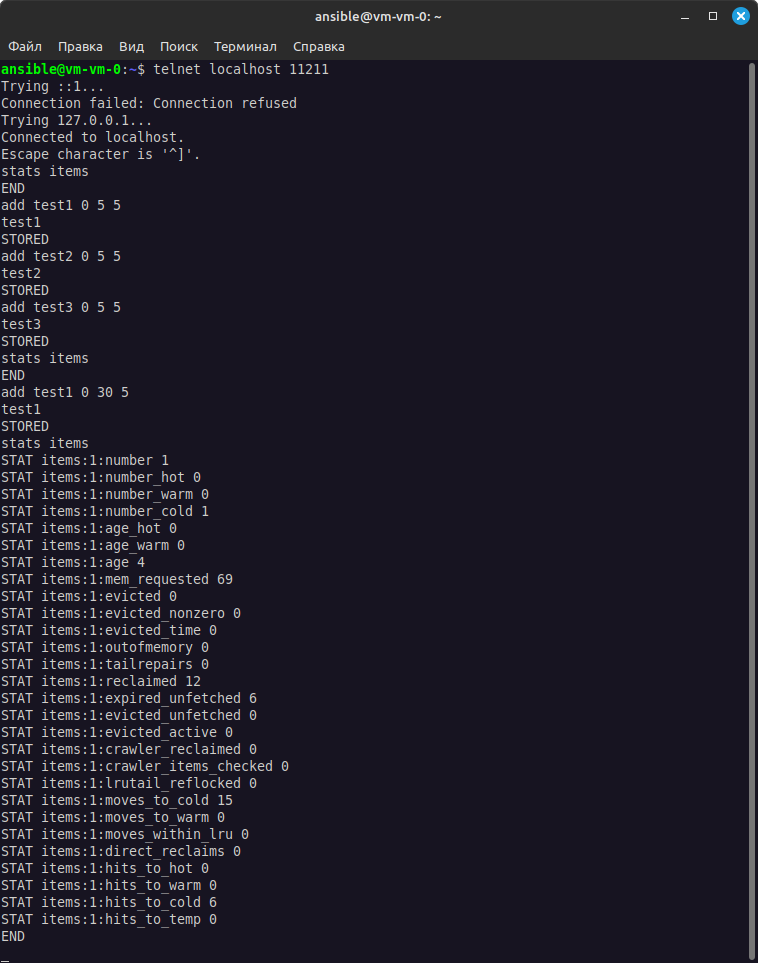 ansible@vm-vm-0: ~
Файл Правка Вид Поиск Терминал Справка
ansible@vm-vm-0:~$ telnet localhost 11211
Trying ::1...
Connection failed: Connection refused
Trying 127.0.0.1...
Connected to localhost.
Escape character is '^]'.
stats items
END
add test1 0 5 5
test1
STORED
add test2 0 5 5
test2
STORED
add test3 0 5 5
test3
STORED
stats items
END
add test1 0 30 5
test1
STORED
stats items
STAT items:1:number 1
STAT items:1:number_hot 0
STAT items:1:number_warm 0
STAT items:1:number_cold 1
STAT items:1:age_hot 0
STAT items:1:age_warm 0
STAT items:1:age 4
STAT items:1:mem_requested 69
STAT items:1:evicted 0
STAT items:1:evicted_nonzero 0
STAT items:1:evicted_time 0
STAT items:1:outofmemory 0
STAT items:1:tailrepairs 0
STAT items:1:reclaimed 12
STAT items:1:expired_unfetched 6
STAT items:1:evicted_unfetched 0
STAT items:1:evicted_active 0
STAT items:1:crawler_reclaimed 0
STAT items:1:crawler_items_checked 0
STAT items:1:lrutail_reflocked 0
STAT items:1:moves_to_cold 15
STAT items:1:moves_to_warm 0
STAT items:1:moves_within_lru 0
STAT items:1:direct_reclaims 0
STAT items:1:hits_to_hot 0
STAT items:1:hits_to_warm 0
STAT items:1:hits_to_cold 6
STAT items:1:hits_to_temp 0
END